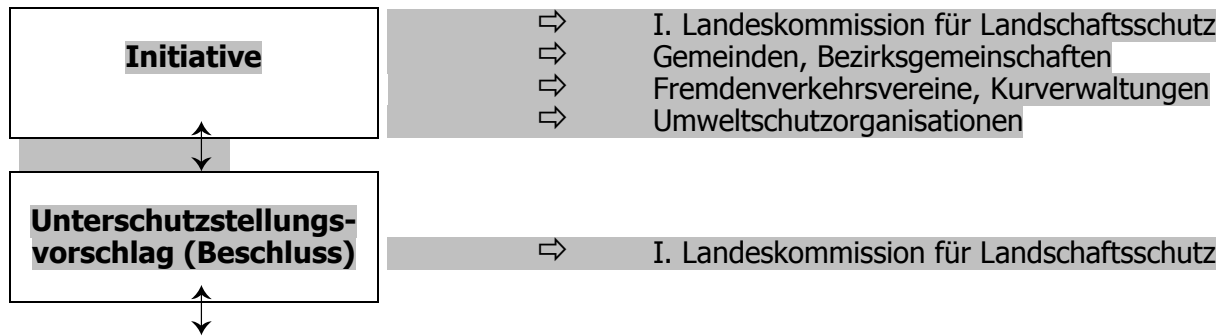 Initiative
⇨ I. Landeskommission für Landschaftsschutz
⇨ Gemeinden, Bezirksgemeinschaften
⇨ Fremdenverkehrsvereine, Kurverwaltungen
⇨ Umweltschutzorganisationen
Unterschutzstellungs-
vorschlag (Beschluss)
⇨ I. Landeskommission für Landschaftsschutz